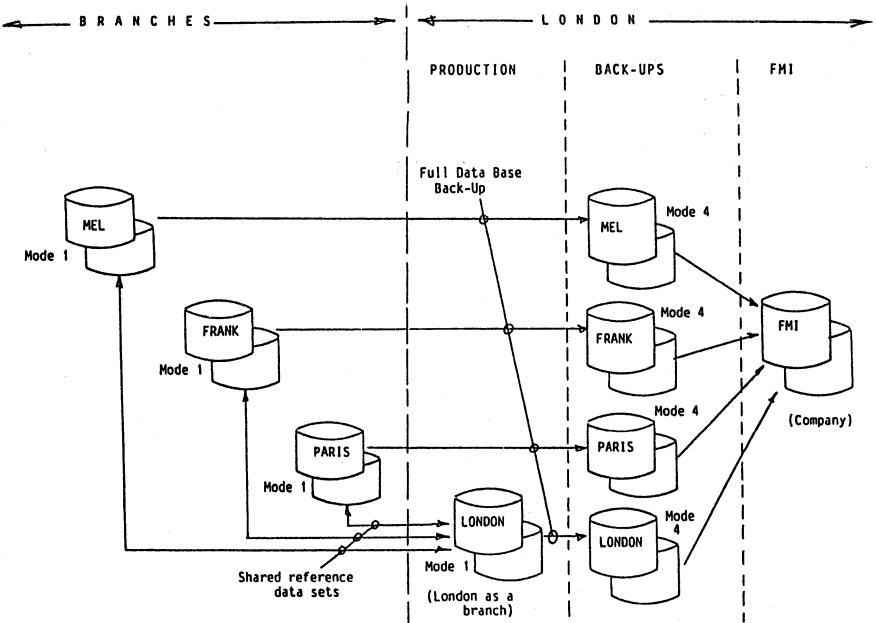 BRANCHES
LONDON
PRODUCTION
BACK-UPS
FMI
Full Data Base
Back-Up
MEL
Mode 1
MEL
Mode 4
FRANK
Mode 1
FRANK
Mode 4
FMI
(Company)
PARIS
Mode 1
PARIS
Mode 4
LONDON
Mode 1
(London as a
branch)
LONDON
Mode
4
Shared reference
data sets